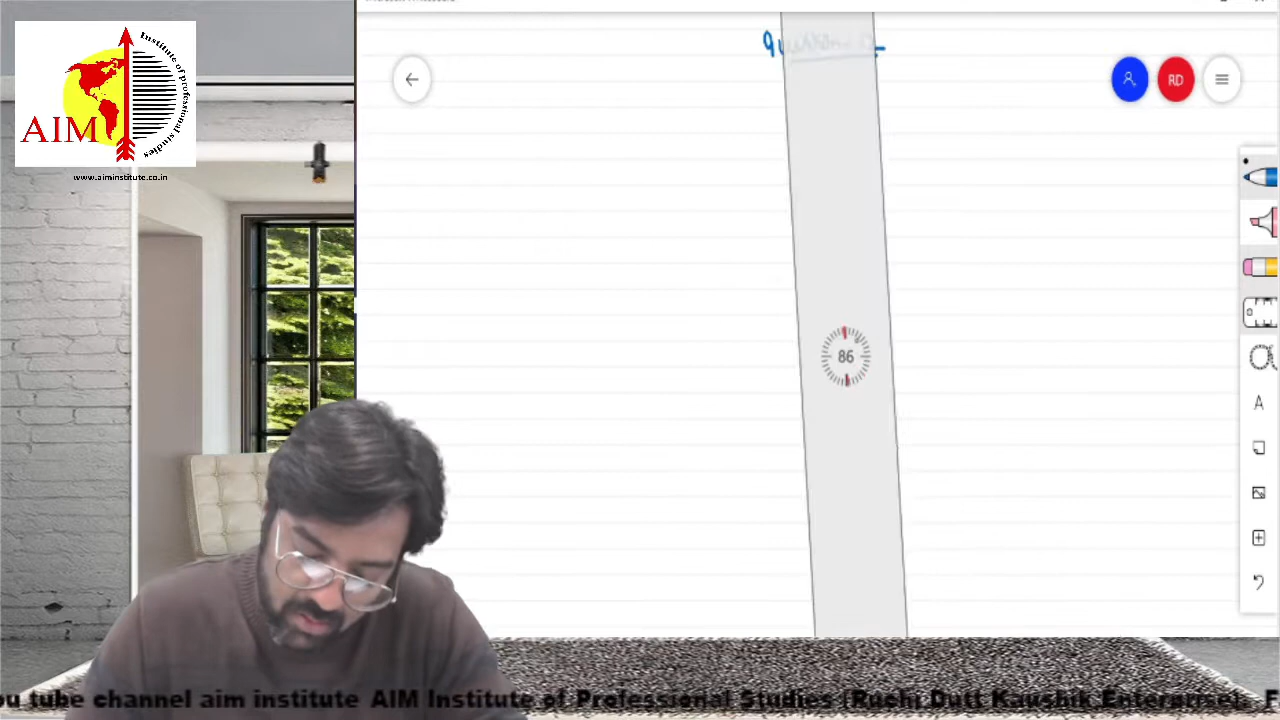 Institute of professional studies
AIM
www.aiminstitute.co.in
RD
86
A
ou tube channel aim institute AIM Institute of Professional Studies (Ruchi Dutt Kaushik Enterprise). F